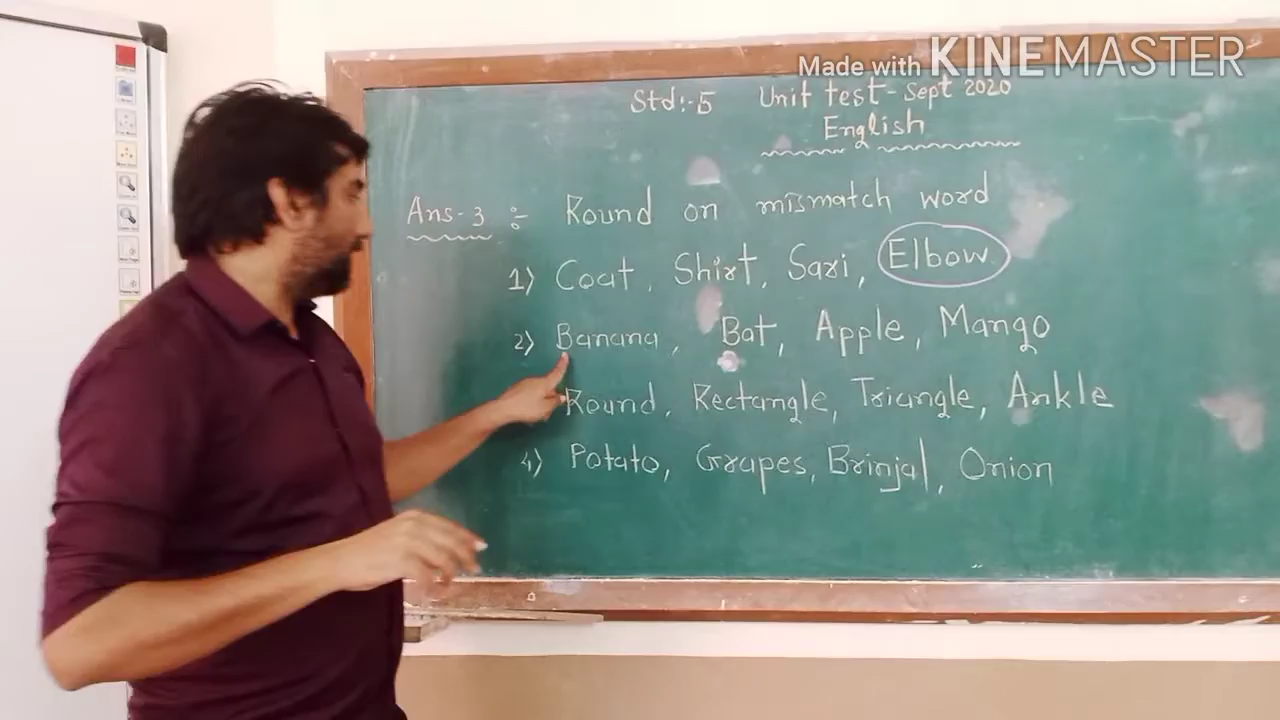 Made with KINEMASTER
Std:-5 Unit test - Sept 2020
English
Ans-3 :- Round on mismatch word
1) Coat, Shirt, Sari, Elbow
2) Banana, Bat, Apple, Mango
Round, Rectangle, Triangle, Ankle
4) Potato, Grapes, Brinjal, Onion